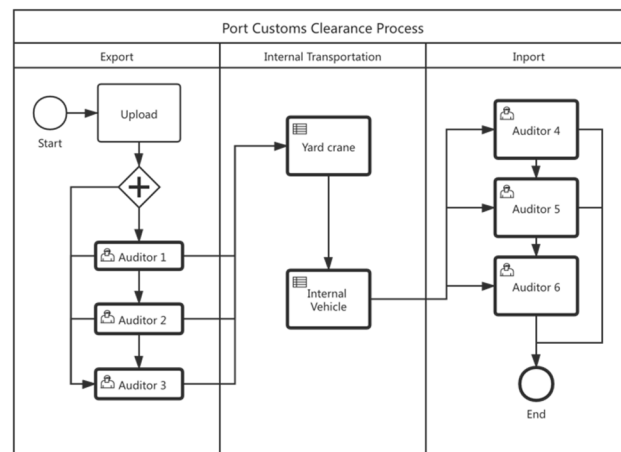 Port Customs Clearance Process
Export
Internal Transportation
Inport
Start
Upload
Auditor 1
Auditor 2
Auditor 3
Yard crane
Internal
Vehicle
Auditor 4
Auditor 5
Auditor 6
End